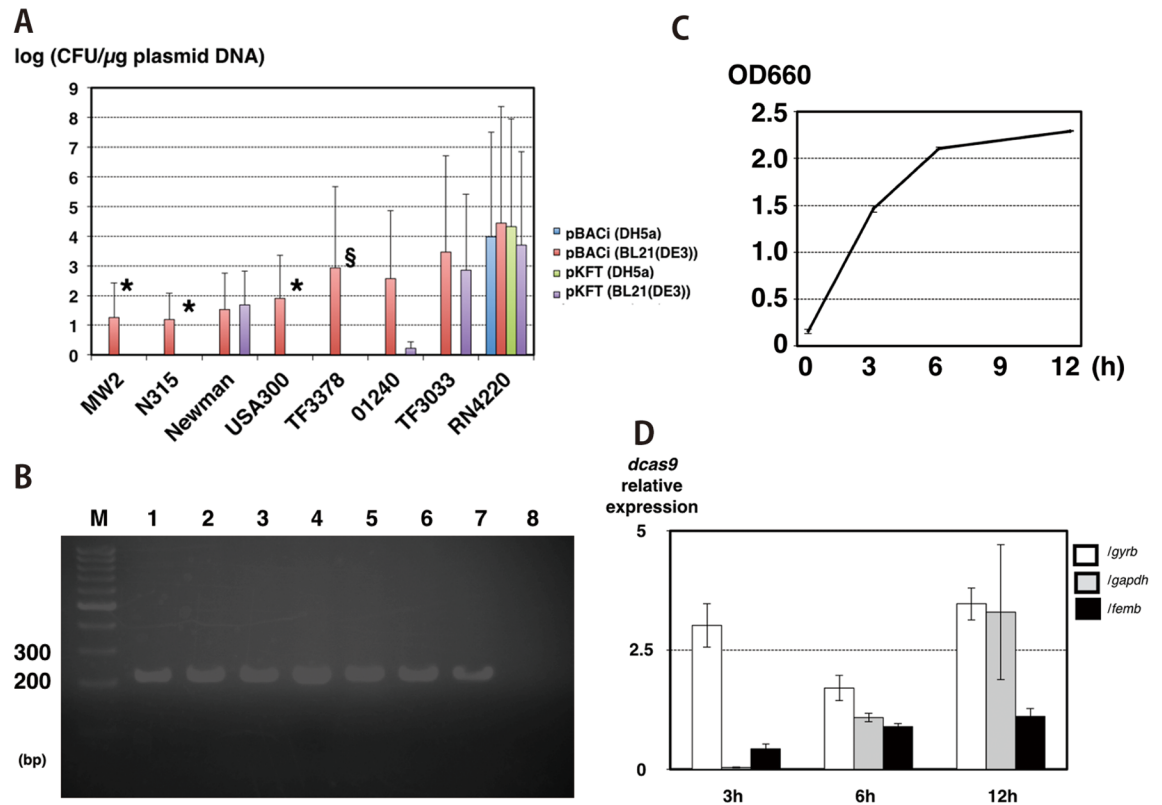 A
log (CFU/µg plasmid DNA)
9
8
7
6
5
4
3
2
1
0
* * * §
MW2 N315 Newman USA300 TF3378 01240 TF3033 RN4220
pBACi (DH5a)
pBACi (BL21(DE3))
pKFT (DH5a)
pKFT (BL21(DE3))
B
M 1 2 3 4 5 6 7 8
300
200
(bp)
C
OD660
2.5
2.0
1.5
1.0
0.5
0
0 3 6 9 12 (h)
D
dcas9
relative
expression
5
2.5
0
3h 6h 12h
/gyrb
/gapdh
/femb